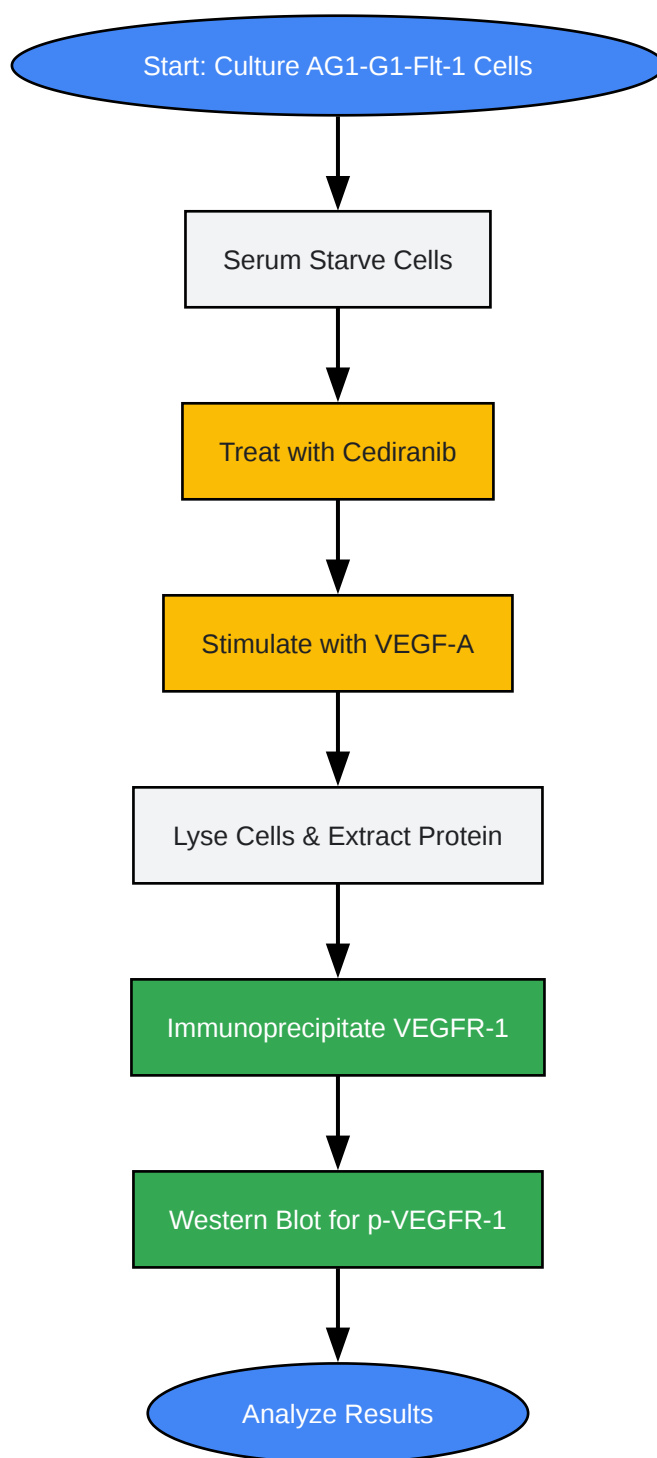 Start: Culture AG1-G1-Flt-1 Cells
Serum Starve Cells
Treat with Cediranib
Stimulate with VEGF-A
Lyse Cells & Extract Protein
Immunoprecipitate VEGFR-1
Western Blot for p-VEGFR-1
Analyze Results